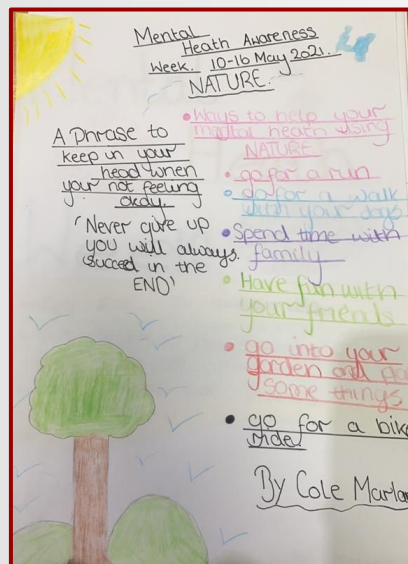 Mental
Heath Awareness
Week. 10-16 May 2021.
NATURE.
A Phrase to
keep in your
head when
your not feeling
okay.
'Never give up
you will always.
succed in the
END'
•Ways to help your
mental heath using
NATURE
• go for a run
• go for a walk
with your dogs
• Spend time with
family
• Have fun with
your friends
• go into your
garden and
some things.
• go for a bike
ride
By Cole